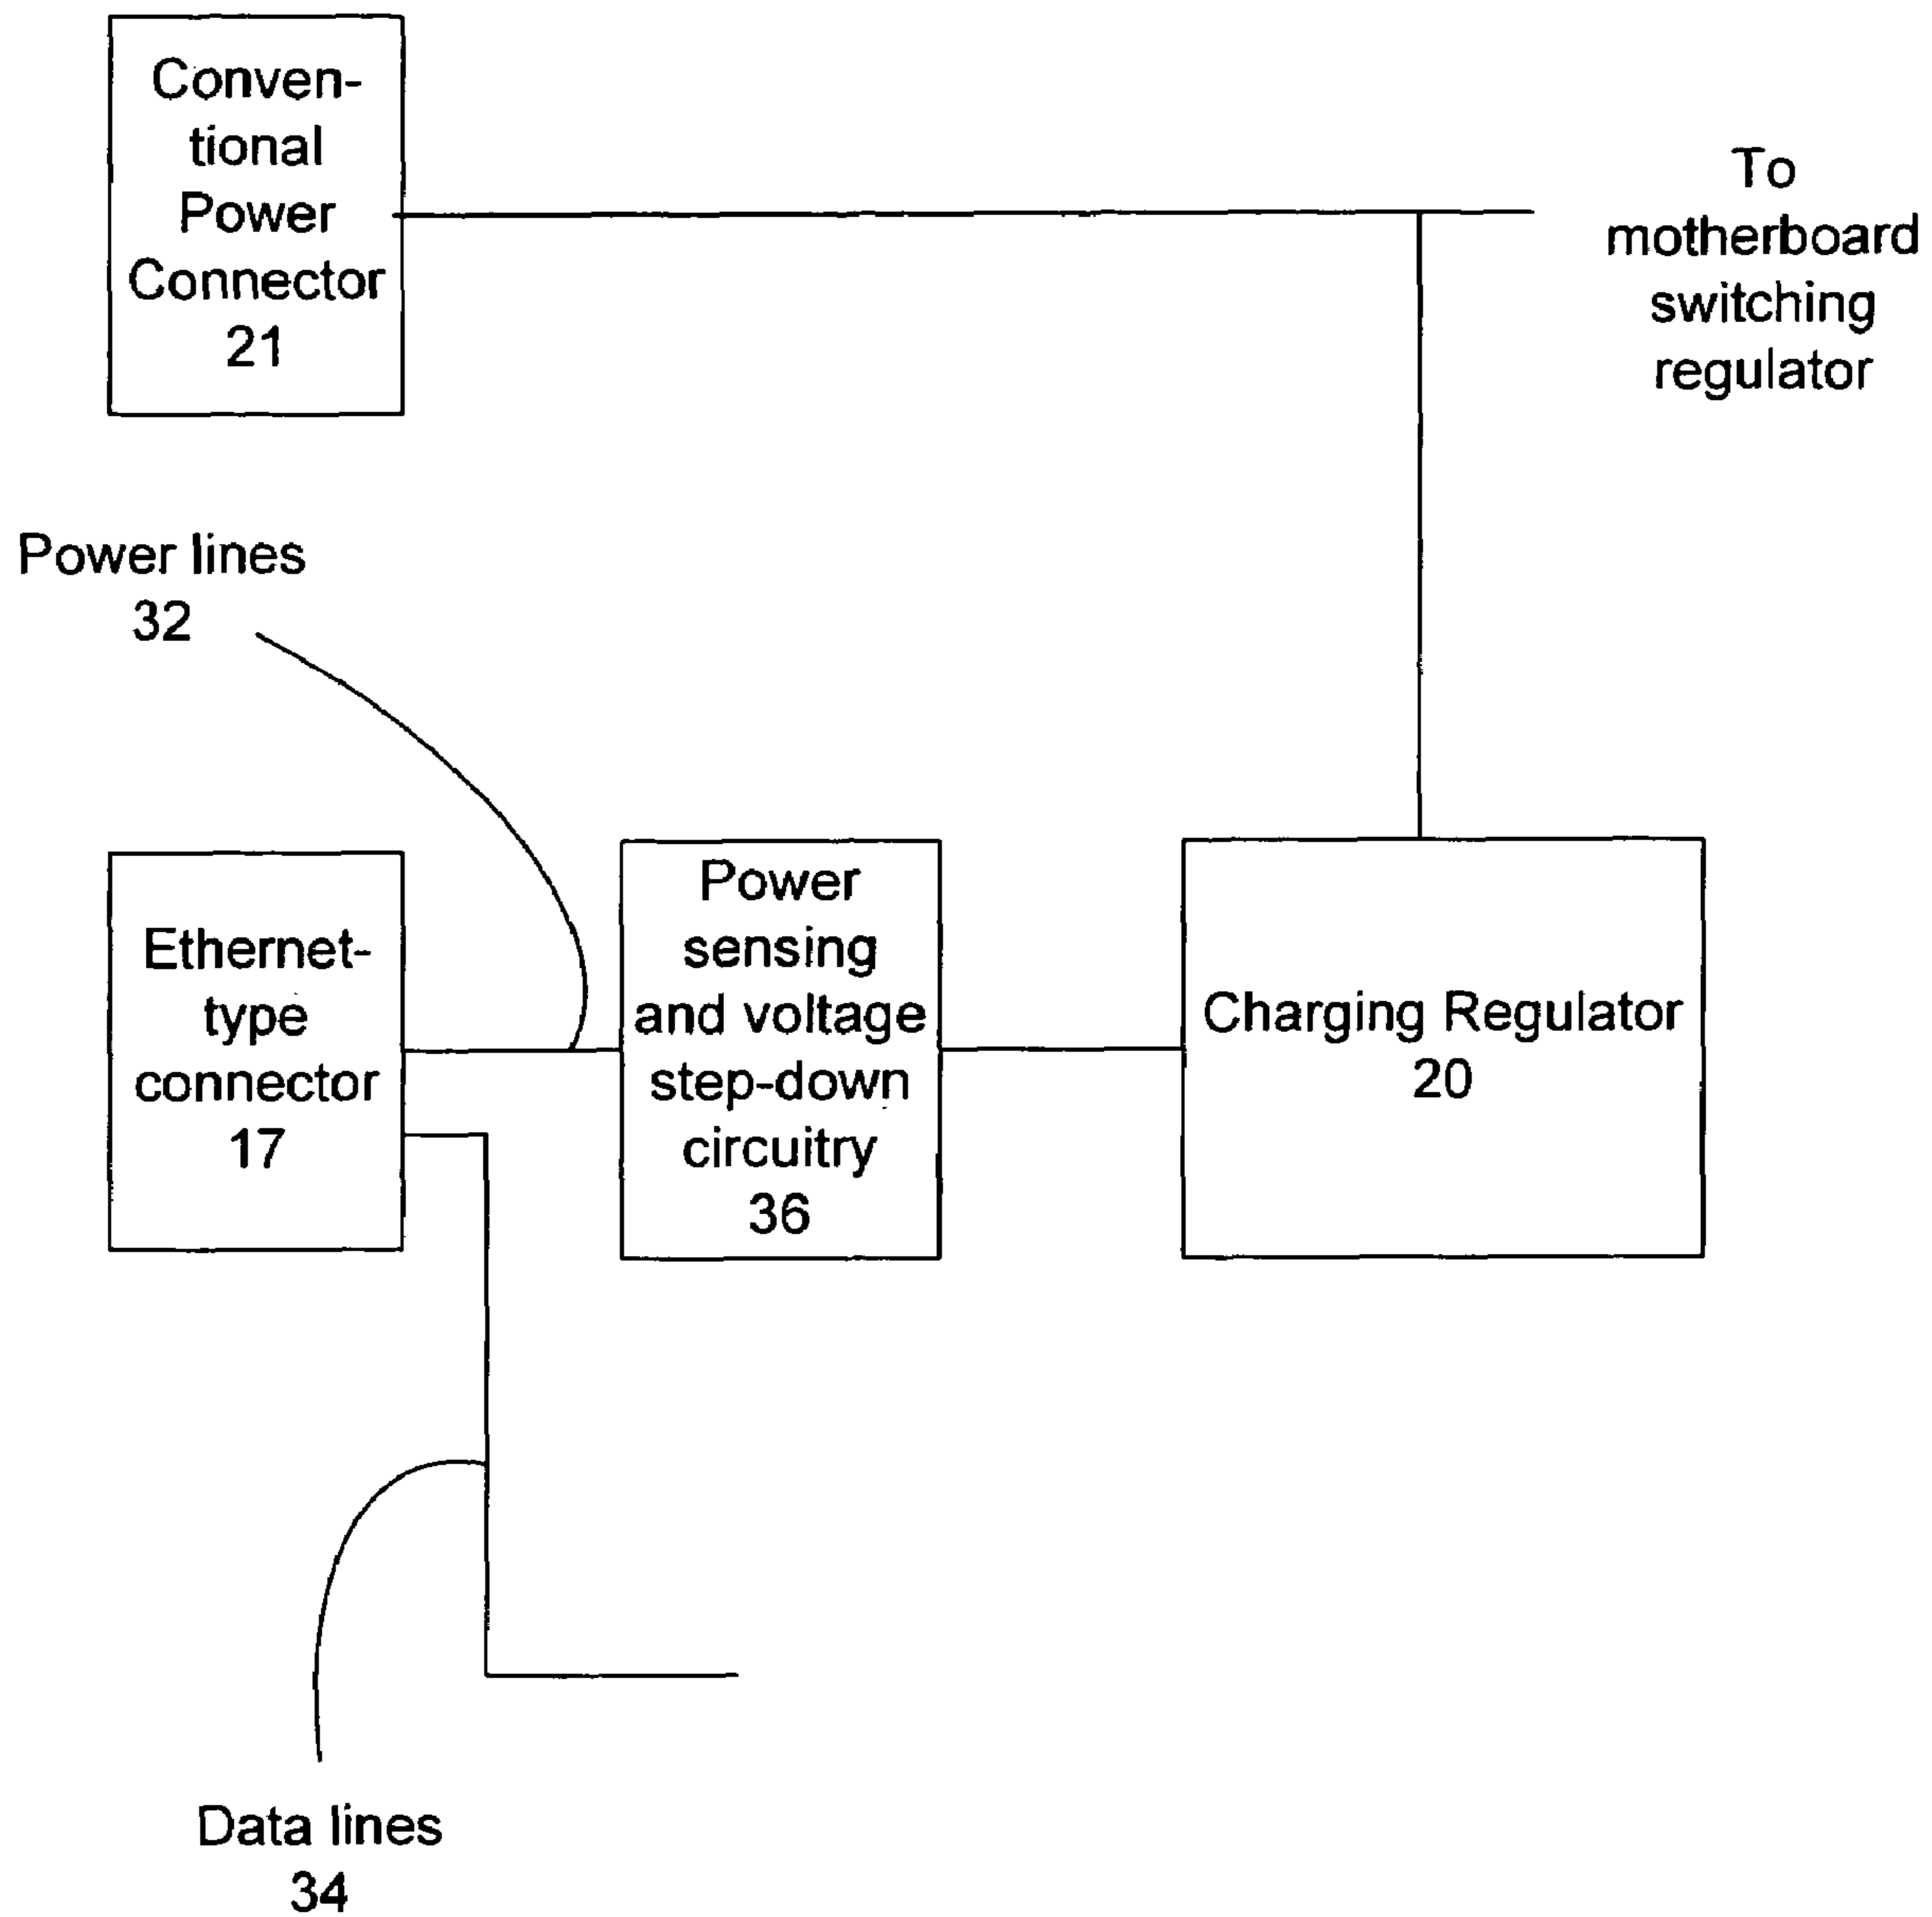 Conven-
tional
Power
Connector
21
To
motherboard
switching
regulator
Power lines
32
Ethernet-
type
connector
17
Power
sensing
and voltage
step-down
circuitry
36
Charging Regulator
20
Data lines
34